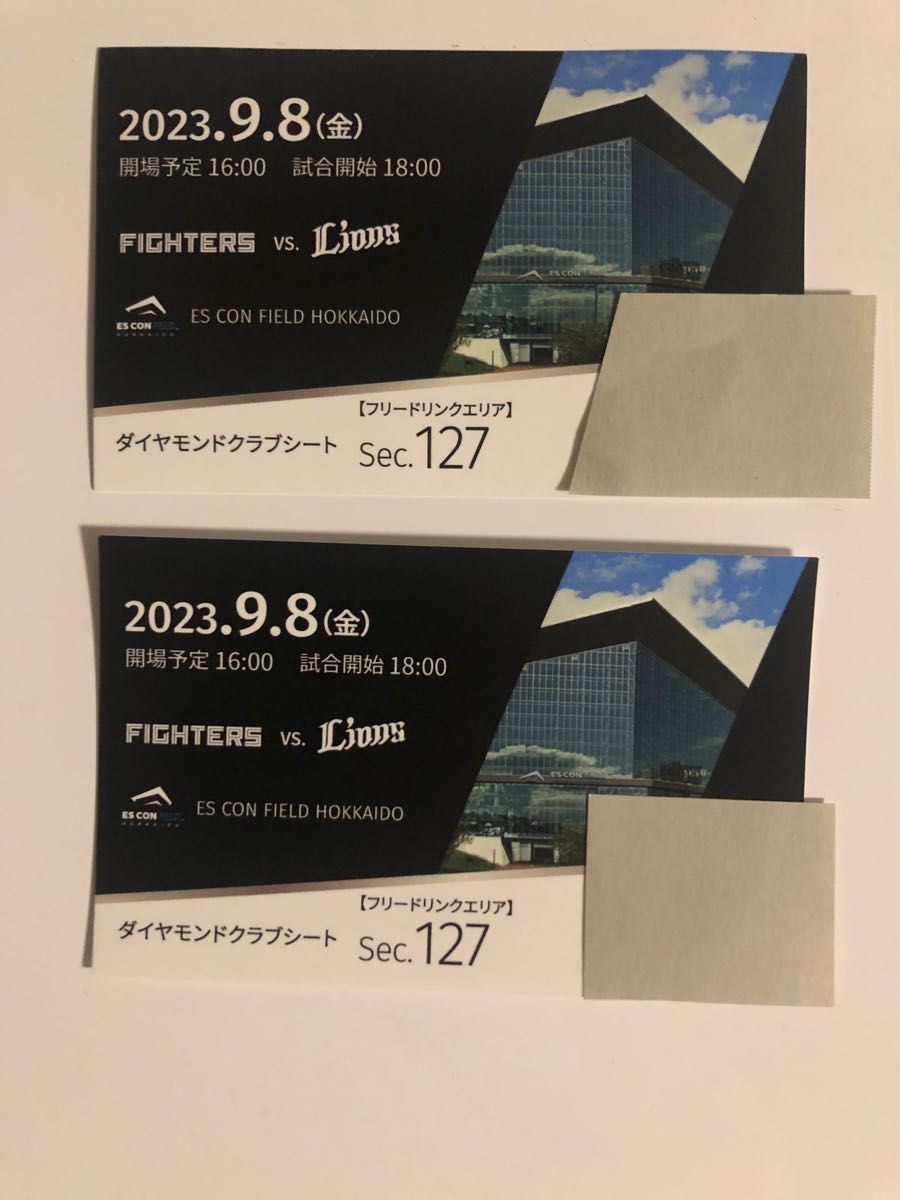 2023.9.8(金)
開場予定 16:00 試合開始 18:00
FIGHTERS vs. Lions
ES CON
ES CON FIELD HOKKAIDO ES CON FIELD HOKKAIDO
【フリードリンクエリア】
ダイヤモンドクラブシート Sec.127
2023.9.8(金)
開場予定 16:00 試合開始 18:00
FIGHTERS vs. Lions
ES CON
ES CON FIELD HOKKAIDO ES CON FIELD HOKKAIDO
【フリードリンクエリア】
ダイヤモンドクラブシート Sec.127